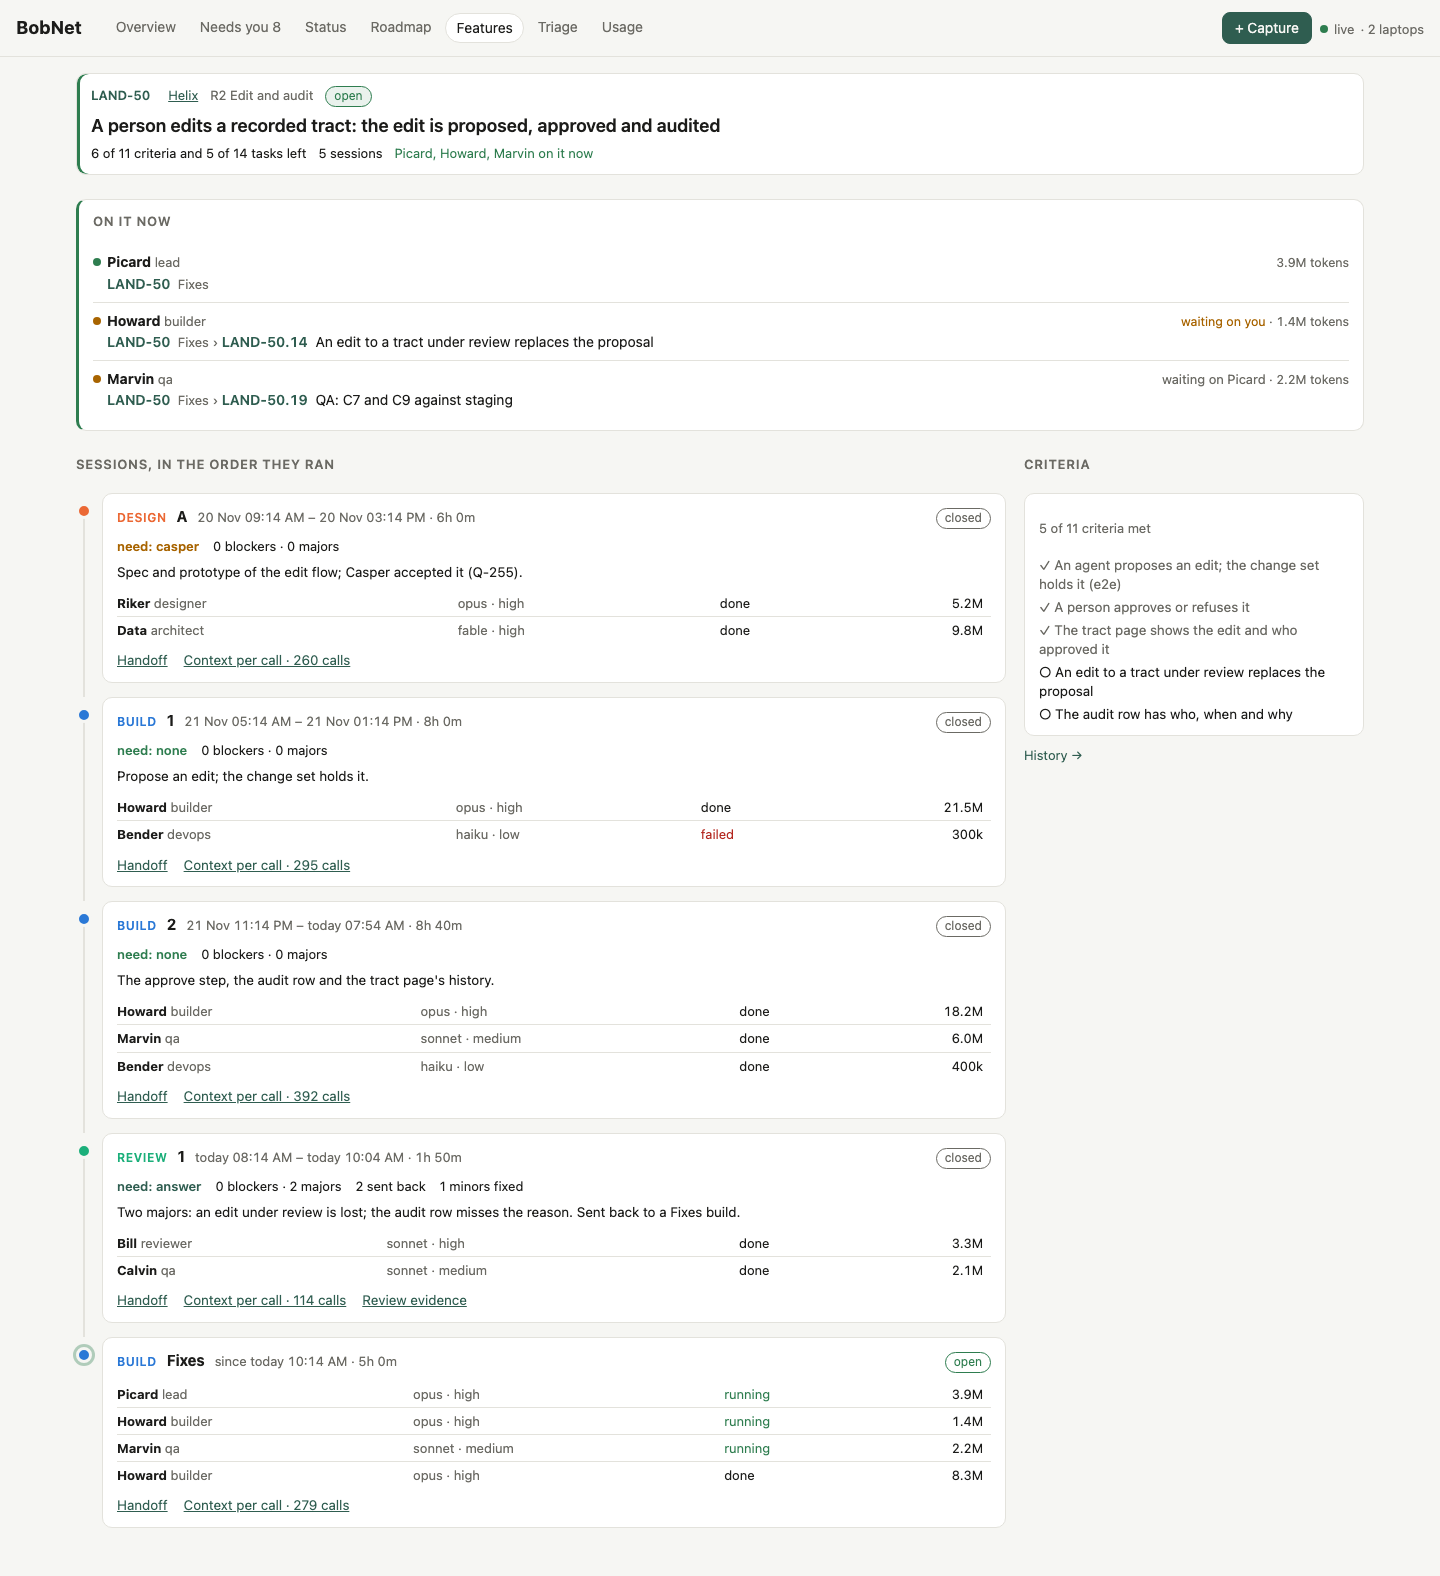 BobNet Overview Needs you 8 Status Roadmap Features Triage Usage + Capture live · 2 laptops
LAND-50 Helix R2 Edit and audit open
A person edits a recorded tract: the edit is proposed, approved and audited
6 of 11 criteria and 5 of 14 tasks left 5 sessions Picard, Howard, Marvin on it now
ON IT NOW
Picard lead 3.9M tokens
LAND-50 Fixes
Howard builder waiting on you · 1.4M tokens
LAND-50 Fixes › LAND-50.14 An edit to a tract under review replaces the proposal
Marvin qa waiting on Picard · 2.2M tokens
LAND-50 Fixes › LAND-50.19 QA: C7 and C9 against staging
SESSIONS, IN THE ORDER THEY RAN
DESIGN A 20 Nov 09:14 AM – 20 Nov 03:14 PM · 6h 0m closed
need: casper 0 blockers · 0 majors
Spec and prototype of the edit flow; Casper accepted it (Q-255).
Riker designer opus · high done 5.2M
Data architect fable · high done 9.8M
Handoff Context per call · 260 calls
BUILD 1 21 Nov 05:14 AM – 21 Nov 01:14 PM · 8h 0m closed
need: none 0 blockers · 0 majors
Propose an edit; the change set holds it.
Howard builder opus · high done 21.5M
Bender devops haiku · low failed 300k
Handoff Context per call · 295 calls
BUILD 2 21 Nov 11:14 PM – today 07:54 AM · 8h 40m closed
need: none 0 blockers · 0 majors
The approve step, the audit row and the tract page's history.
Howard builder opus · high done 18.2M
Marvin qa sonnet · medium done 6.0M
Bender devops haiku · low done 400k
Handoff Context per call · 392 calls
REVIEW 1 today 08:14 AM – today 10:04 AM · 1h 50m closed
need: answer 0 blockers · 2 majors 2 sent back 1 minors fixed
Two majors: an edit under review is lost; the audit row misses the reason. Sent back to a Fixes build.
Bill reviewer sonnet · high done 3.3M
Calvin qa sonnet · medium done 2.1M
Handoff Context per call · 114 calls Review evidence
BUILD Fixes since today 10:14 AM · 5h 0m open
Picard lead opus · high running 3.9M
Howard builder opus · high running 1.4M
Marvin qa sonnet · medium running 2.2M
Howard builder opus · high done 8.3M
Handoff Context per call · 279 calls
CRITERIA
5 of 11 criteria met
✓ An agent proposes an edit; the change set
holds it (e2e)
✓ A person approves or refuses it
✓ The tract page shows the edit and who
approved it
○ An edit to a tract under review replaces the
proposal
○ The audit row has who, when and why
History →